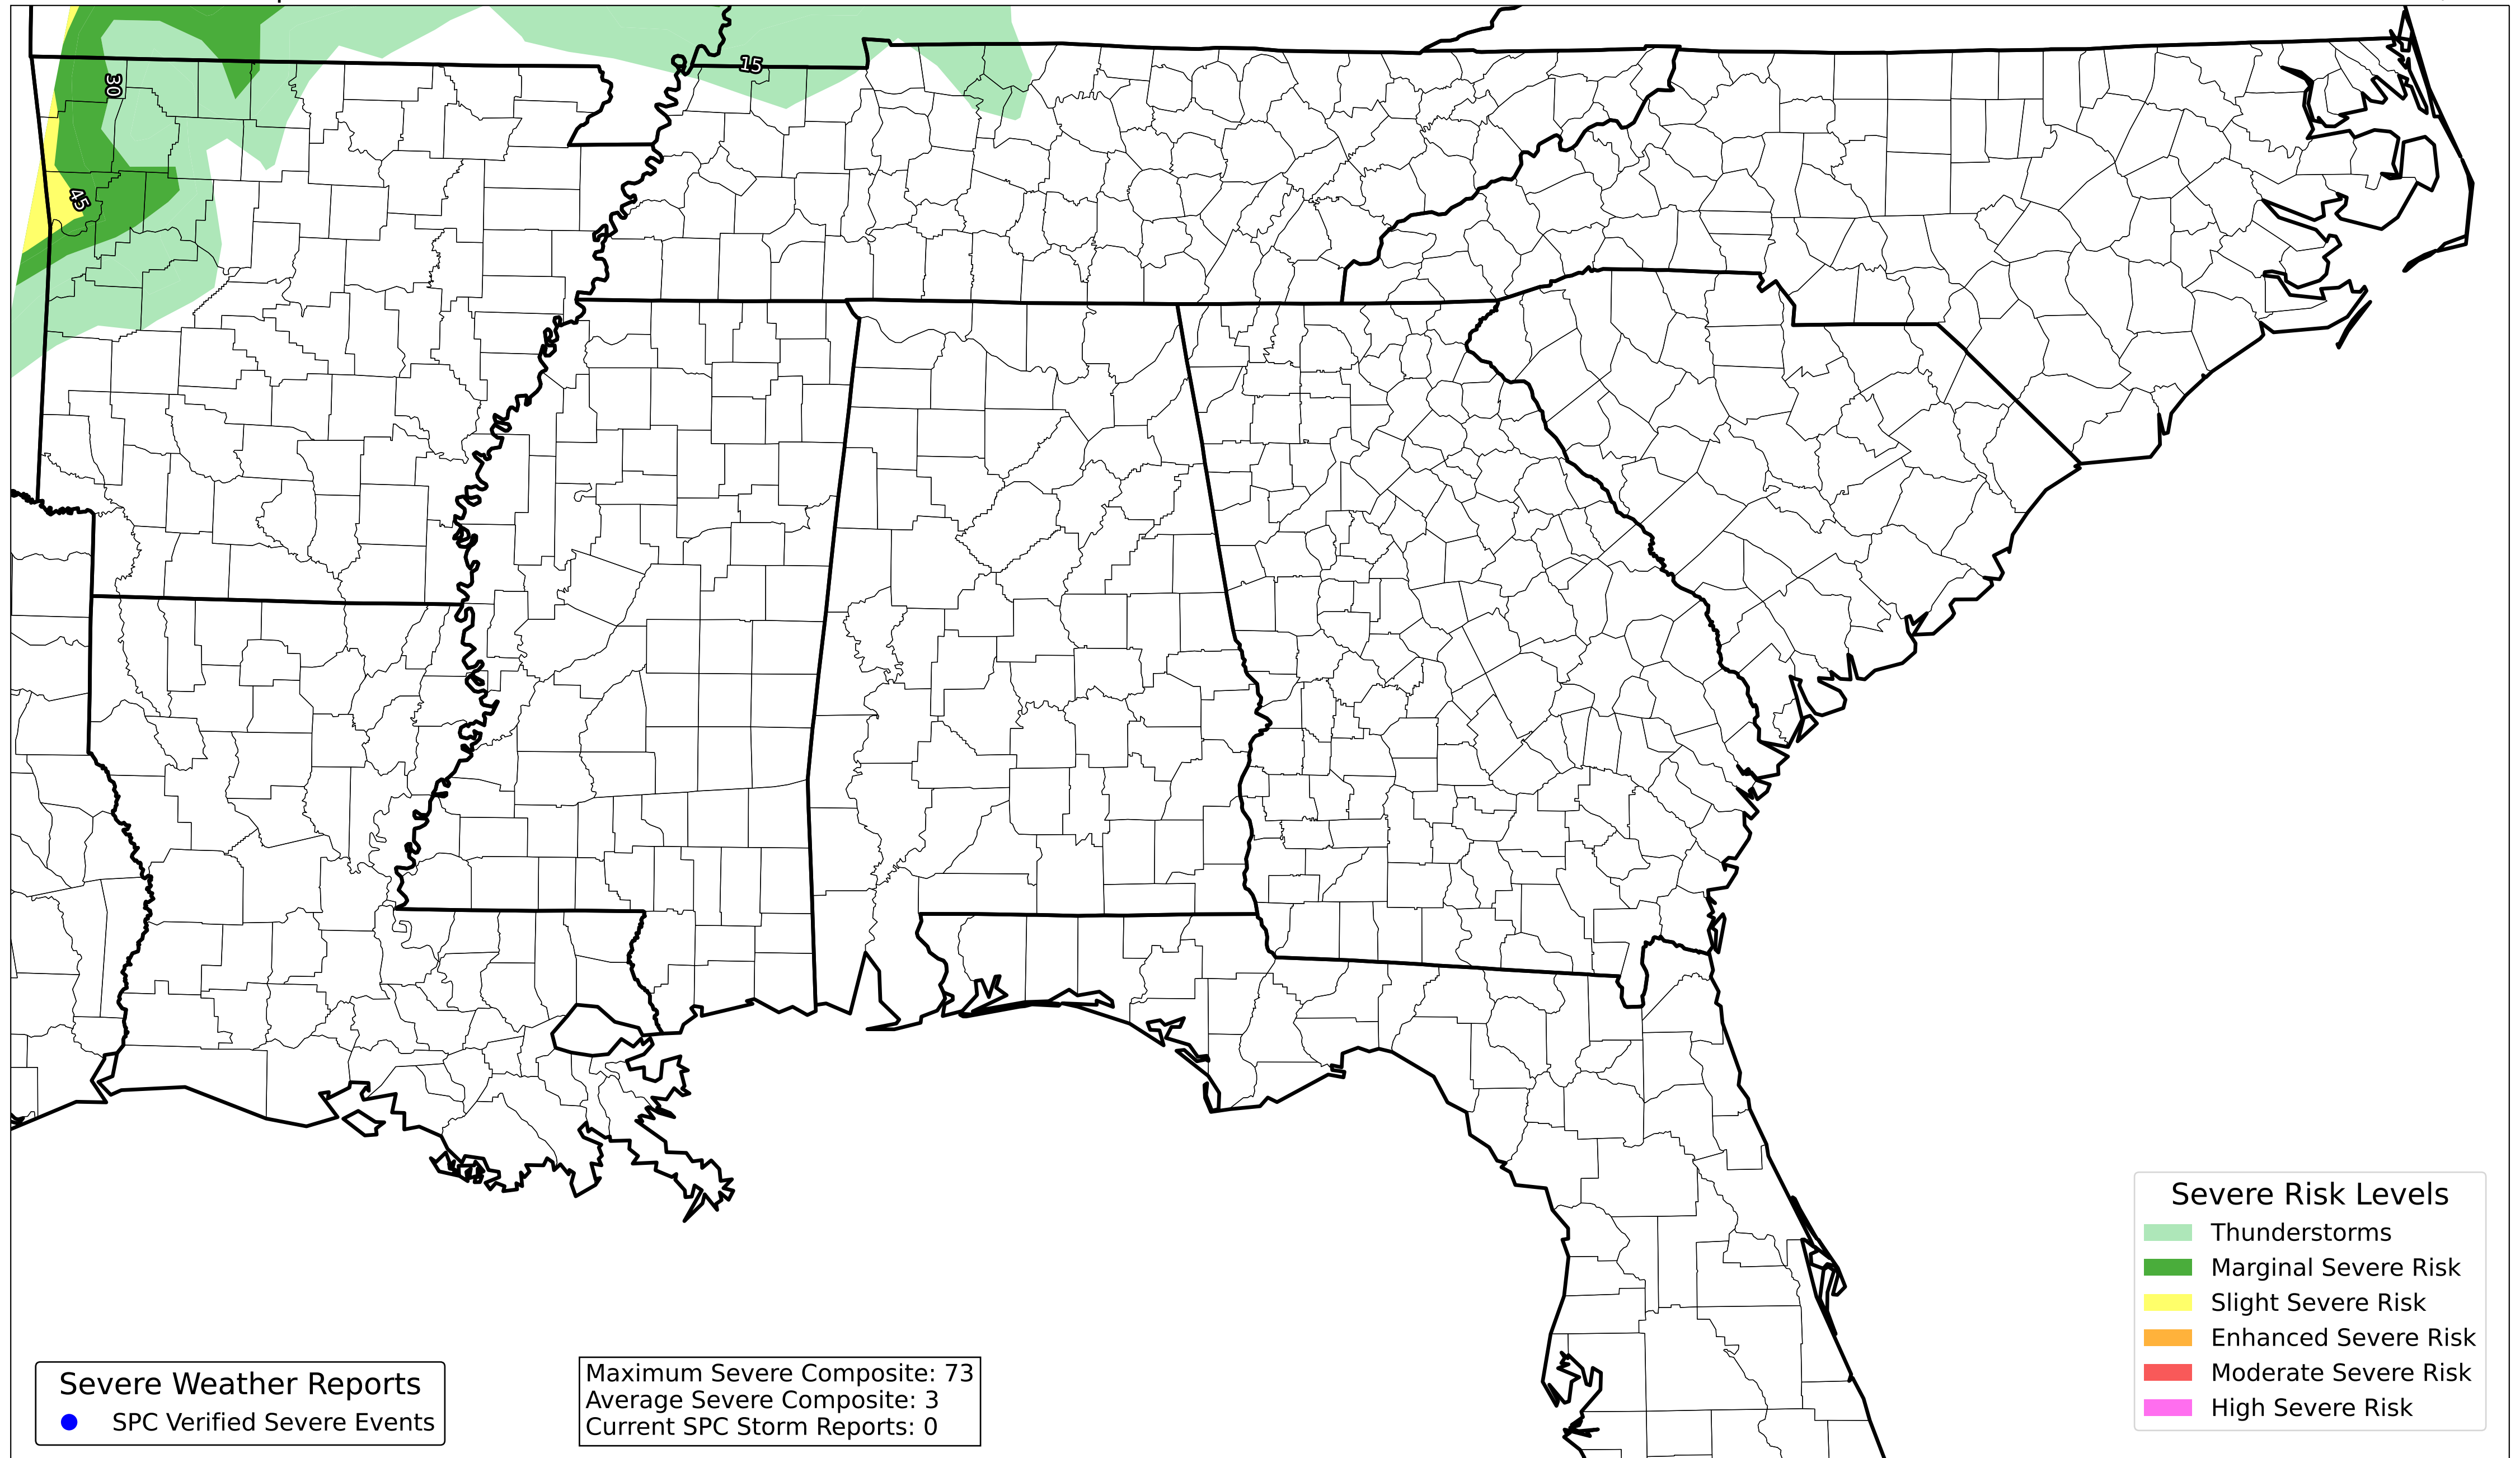 15
30
45
Severe Risk Levels
Thunderstorms
Marginal Severe Risk
Slight Severe Risk
Enhanced Severe Risk
Moderate Severe Risk
High Severe Risk
Severe Weather Reports
SPC Verified Severe Events
Maximum Severe Composite: 73
Average Severe Composite: 3
Current SPC Storm Reports: 0